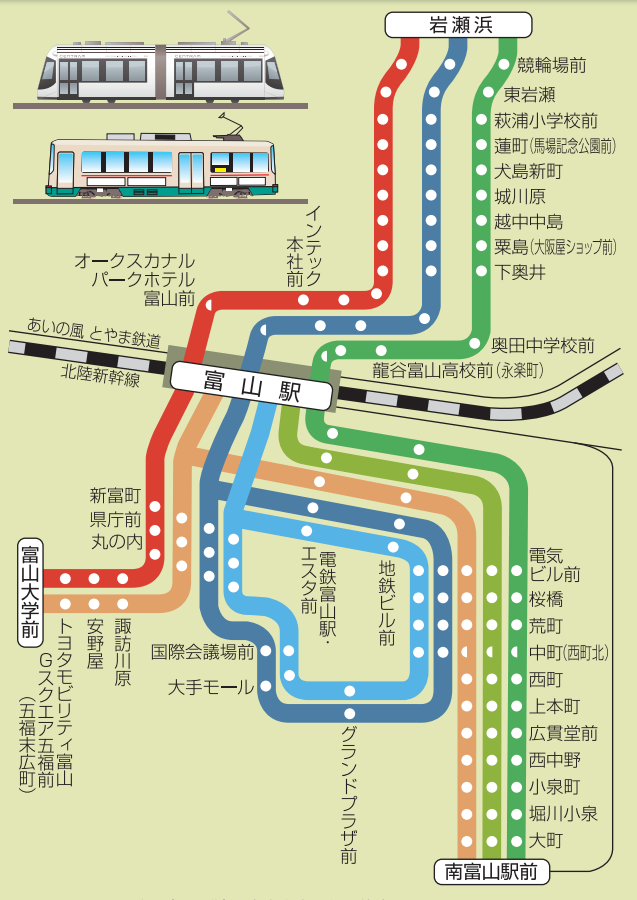 岩瀬浜
競輪場前
東岩瀬
萩浦小学校前
蓮町(馬場記念公園前)
犬島新町
城川原
越中中島
粟島(大阪屋ショップ前)
下奥井
インテック
本社前
オークスカナル
パークホテル
富山前
奥田中学校前
龍谷富山高校前(永楽町)
あいの風とやま鉄道
北陸新幹線
富山駅
新富町
県庁前
丸の内
富山大学前
諏訪川原
安野屋
トヨタモビリティ富山
Gスクエア五福前
(五福末広町)
国際会議場前
大手モール
グランドプラザ前
電鉄富山駅・
エスタ前
地鉄ビル前
電気
ビル前
桜橋
荒町
中町(西町北)
西町
上本町
広貫堂前
西中野
小泉町
堀川小泉
大町
南富山駅前